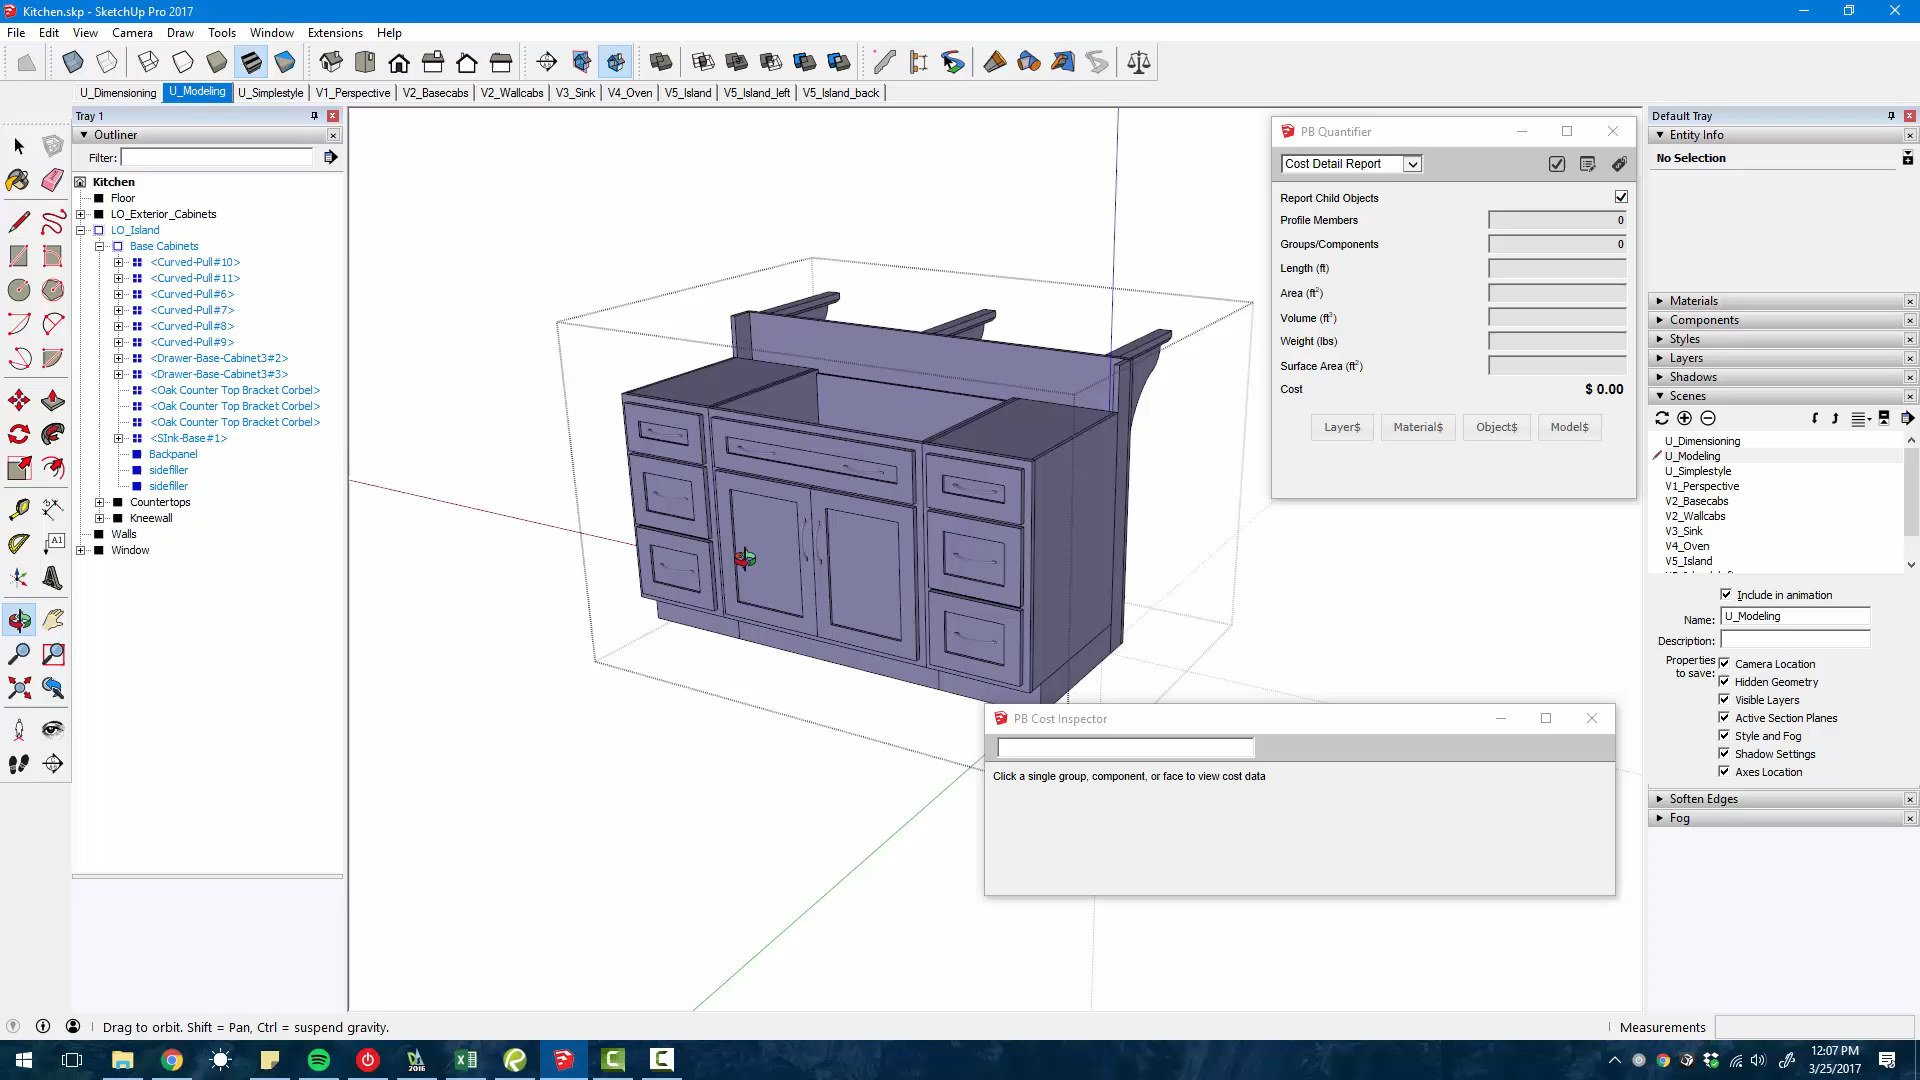 Kitchen.skp - SketchUp Pro 2017
File Edit View Camera Draw Tools Window Extensions Help
U_Dimensioning U_Modeling U_Simplestyle V1_Perspective V2_Basecabs V2_Wallcabs V3_Sink V4_Oven V5_Island V5_Island_left V5_Island_back
Tray 1
Outliner
Filter:
Kitchen
Floor
LO_Exterior_Cabinets
LO_Island
Base Cabinets
<Curved-Pull#10>
<Curved-Pull#11>
<Curved-Pull#6>
<Curved-Pull#7>
<Curved-Pull#8>
<Curved-Pull#9>
<Drawer-Base-Cabinet3#2>
<Drawer-Base-Cabinet3#3>
<Oak Counter Top Bracket Corbel>
<Oak Counter Top Bracket Corbel>
<Oak Counter Top Bracket Corbel>
<SInk-Base#1>
Backpanel
sidefiller
sidefiller
Countertops
Kneewall
Walls
Window
A1
PB Quantifier
Cost Detail Report
Report Child Objects
Profile Members 0
Groups/Components 0
Length (ft)
Area (ft²)
Volume (ft³)
Weight (lbs)
Surface Area (ft²)
Cost $ 0.00
Layer$ Material$ Object$ Model$
PB Cost Inspector
Click a single group, component, or face to view cost data
Default Tray
Entity Info
No Selection
Materials
Components
Styles
Layers
Shadows
Scenes
U_Dimensioning
U_Modeling
U_Simplestyle
V1_Perspective
V2_Basecabs
V2_Wallcabs
V3_Sink
V4_Oven
V5_Island
Include in animation
Name: U_Modeling
Description:
Properties to save:
Camera Location
Hidden Geometry
Visible Layers
Active Section Planes
Style and Fog
Shadow Settings
Axes Location
Soften Edges
Fog
Drag to orbit. Shift = Pan, Ctrl = suspend gravity.
Measurements
2016
12:07 PM
3/25/2017